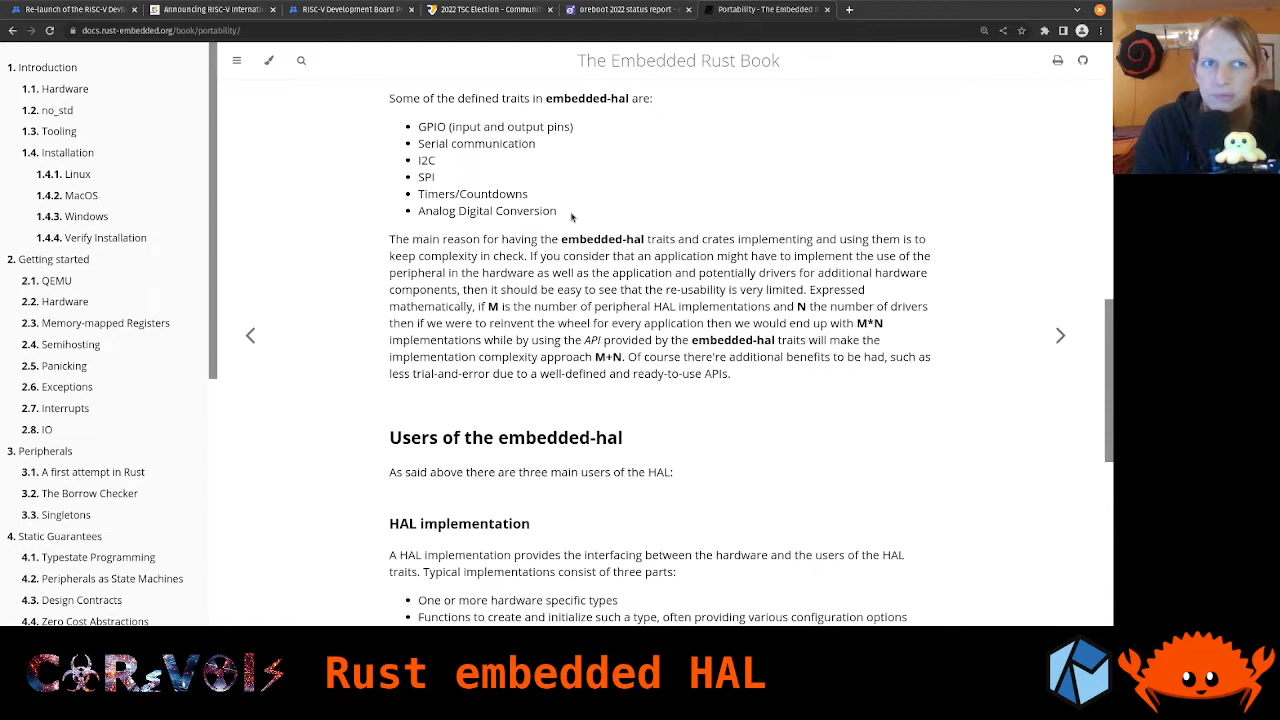 Re-launch of the RISC-V Dev
Announcing RISC-V Internati
RISC-V Development Board P
2022 TSC Election - Communi
oreboot 2022 status report -
Portability - The Embedded R
docs.rust-embedded.org/book/portability/
The Embedded Rust Book
1. Introduction
1.1. Hardware
1.2. no_std
1.3. Tooling
1.4. Installation
1.4.1. Linux
1.4.2. MacOS
1.4.3. Windows
1.4.4. Verify Installation
2. Getting started
2.1. QEMU
2.2. Hardware
2.3. Memory-mapped Registers
2.4. Semihosting
2.5. Panicking
2.6. Exceptions
2.7. Interrupts
2.8. IO
3. Peripherals
3.1. A first attempt in Rust
3.2. The Borrow Checker
3.3. Singletons
4. Static Guarantees
4.1. Typestate Programming
4.2. Peripherals as State Machines
4.3. Design Contracts
4.4. Zero Cost Abstractions
Some of the defined traits in embedded-hal are:
• GPIO (input and output pins)
• Serial communication
• I2C
• SPI
• Timers/Countdowns
• Analog Digital Conversion
The main reason for having the embedded-hal traits and crates implementing and using them is to
keep complexity in check. If you consider that an application might have to implement the use of the
peripheral in the hardware as well as the application and potentially drivers for additional hardware
components, then it should be easy to see that the re-usability is very limited. Expressed
mathematically, if M is the number of peripheral HAL implementations and N the number of drivers
then if we were to reinvent the wheel for every application then we would end up with M*N
implementations while by using the API provided by the embedded-hal traits will make the
implementation complexity approach M+N. Of course there're additional benefits to be had, such as
less trial-and-error due to a well-defined and ready-to-use APIs.
Users of the embedded-hal
As said above there are three main users of the HAL:
HAL implementation
A HAL implementation provides the interfacing between the hardware and the users of the HAL
traits. Typical implementations consist of three parts:
• One or more hardware specific types
• Functions to create and initialize such a type, often providing various configuration options
Rust embedded HAL